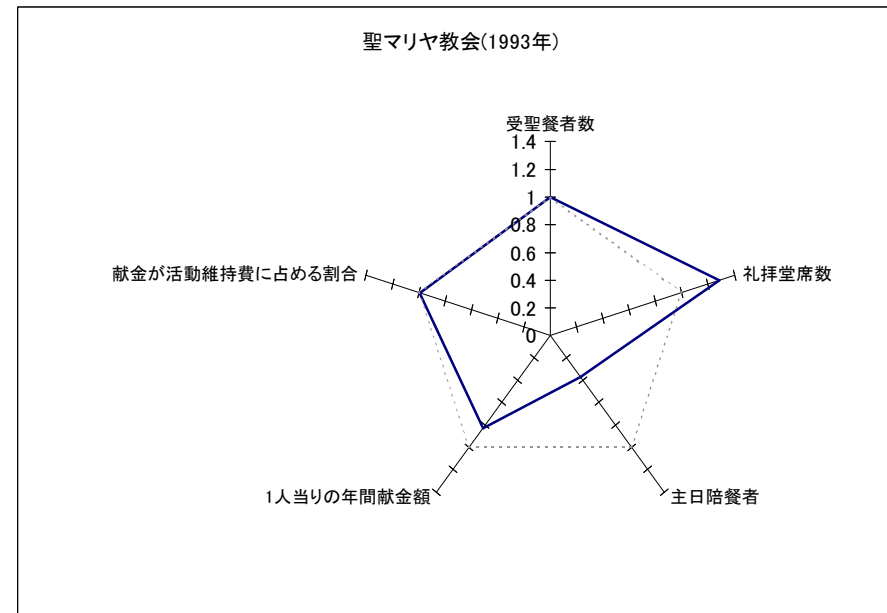 聖マリヤ教会(1993年)
受聖餐者数
1.4
1.2
1
0.8
0.6
0.4
0.2
0
献金が活動維持費に占める割合
礼拝堂席数
1人当りの年間献金額
主日陪餐者